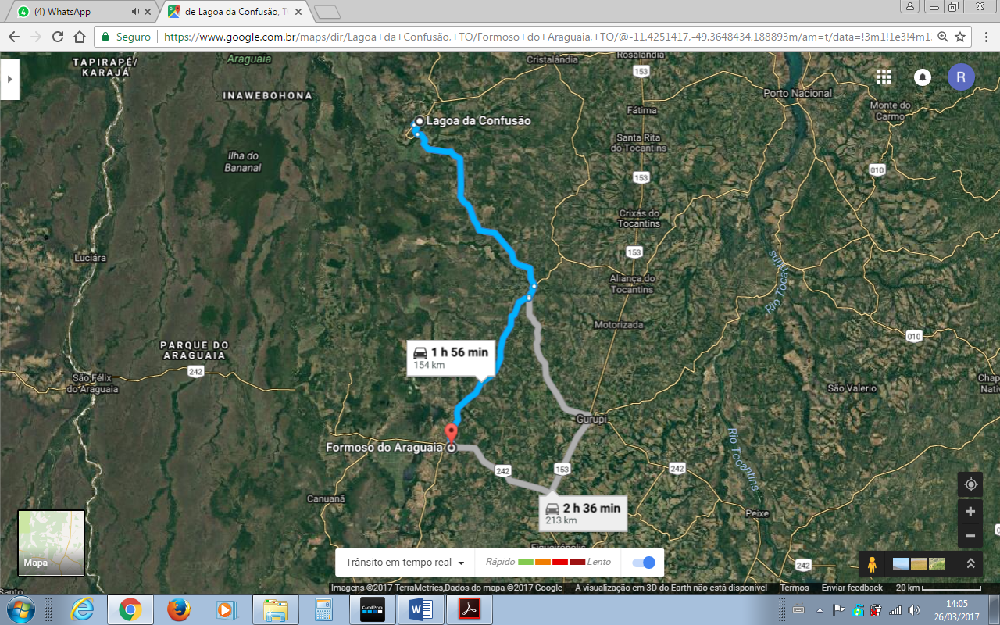 (4) WhatsApp
de Lagoa da Confusão, T
Seguro
https://www.google.com.br/maps/dir/Lagoa+da+Confusão,+TO/Formoso+do+Araguaia,+TO/@-11.4251417,-49.3648434,188893m/am=t/data=!3m1!1e3!4m1
TAPIRAPÉ/
KARAJÁ
Araguaia
INAWEBOHONA
Cristalândia
Rosalândia
153
R
Porto Nacional
Monte do
Carmo
Fátima
Lagoa da Confusão
Santa Rita
do Tocantins
Ilha do
Bananal
153
010
Crixás do
Tocantins
Luciára
153
Aliança do
Tocantins
Rio Tocantins
Motorizada
010
PARQUE DO
ARAGUAIA
242
1 h 56 min
154 km
São Félix
do Araguaia
São Valerio
Chap
Nati
Gurupi
Formoso do Araguaia
242
153
242
Rio Tocantins
Canuanã
2 h 36 min
213 km
Peixe
Figueirópolis
242
Mapa
Trânsito em tempo real
Rápido
Lento
Santo
Imagens ©2017 TerraMetrics,Dados do mapa ©2017 Google
A visualização em 3D do Earth não está disponível
Termos
Enviar feedback
20 km
GoPro
14:05
26/03/2017